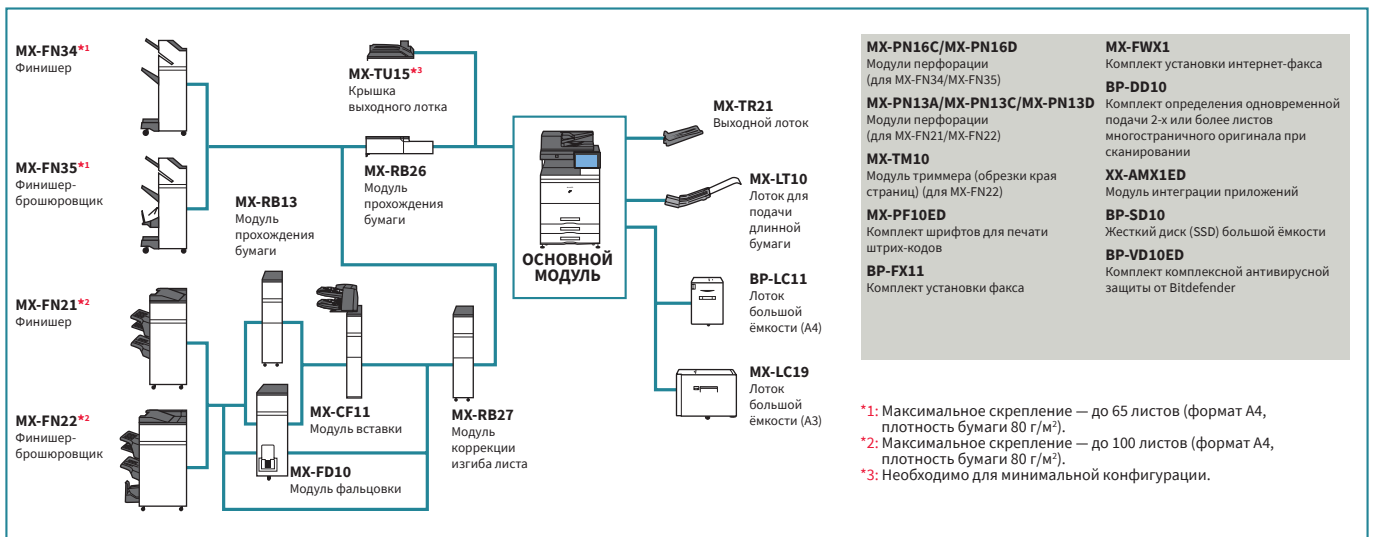 MX-FN34*1
Финишер
MX-FN35*1
Финишер-
брошюровщик
MX-FN21*2
Финишер
MX-FN22*2
Финишер-
брошюровщик
MX-TU15*3
Крышка
выходного лотка
MX-RB26
Модуль
прохождения
бумаги
MX-RB13
Модуль
прохождения
бумаги
MX-CF11
Модуль вставки
MX-FD10
Модуль фальцовки
MX-RB27
Модуль
коррекции
изгиба листа
ОСНОВНОЙ
МОДУЛЬ
MX-TR21
Выходной лоток
MX-LT10
Лоток для
подачи
длинной
бумаги
BP-LC11
Лоток
большой
ёмкости (A4)
MX-LC19
Лоток
большой
ёмкости (A3)
MX-PN16C/MX-PN16D
Модули перфорации
(для MX-FN34/MX-FN35)
MX-PN13A/MX-PN13C/MX-PN13D
Модули перфорации
(для MX-FN21/MX-FN22)
MX-TM10
Модуль триммера (обрезки края
страниц) (для MX-FN22)
MX-PF10ED
Комплект шрифтов для печати
штрих-кодов
BP-FX11
Комплект установки факса
MX-FWX1
Комплект установки интернет-факса
BP-DD10
Комплект определения одновременной
подачи 2-х или более листов
многостраничного оригинала при
сканировании
XX-AMX1ED
Модуль интеграции приложений
BP-SD10
Жесткий диск (SSD) большой ёмкости
BP-VD10ED
Комплект комплексной антивирусной
защиты от Bitdefender
*1: Максимальное скрепление — до 65 листов (формат A4,
плотность бумаги 80 г/м²).
*2: Максимальное скрепление — до 100 листов (формат A4,
плотность бумаги 80 г/м²).
*3: Необходимо для минимальной конфигурации.